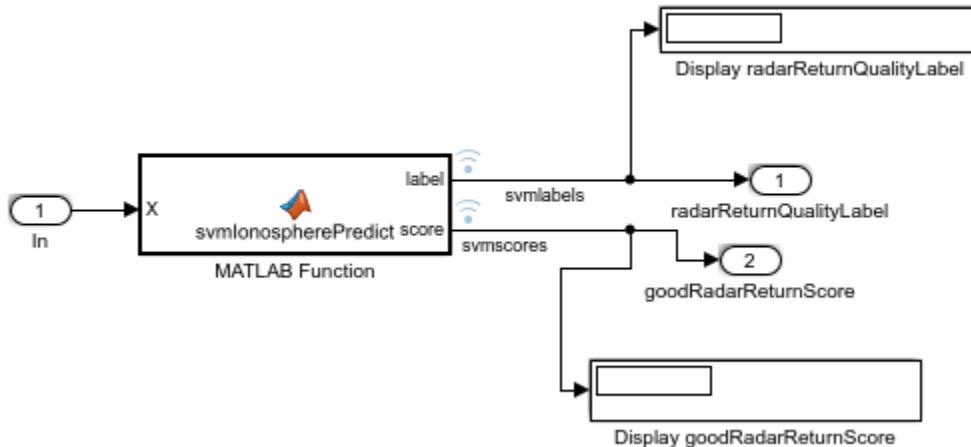 Display radarReturnQualityLabel
label
svmlabels
1
radarReturnQualityLabel
1
In
X
svmIonospherePredict
score
svmscores
MATLAB Function
2
goodRadarReturnScore
Display goodRadarReturnScore